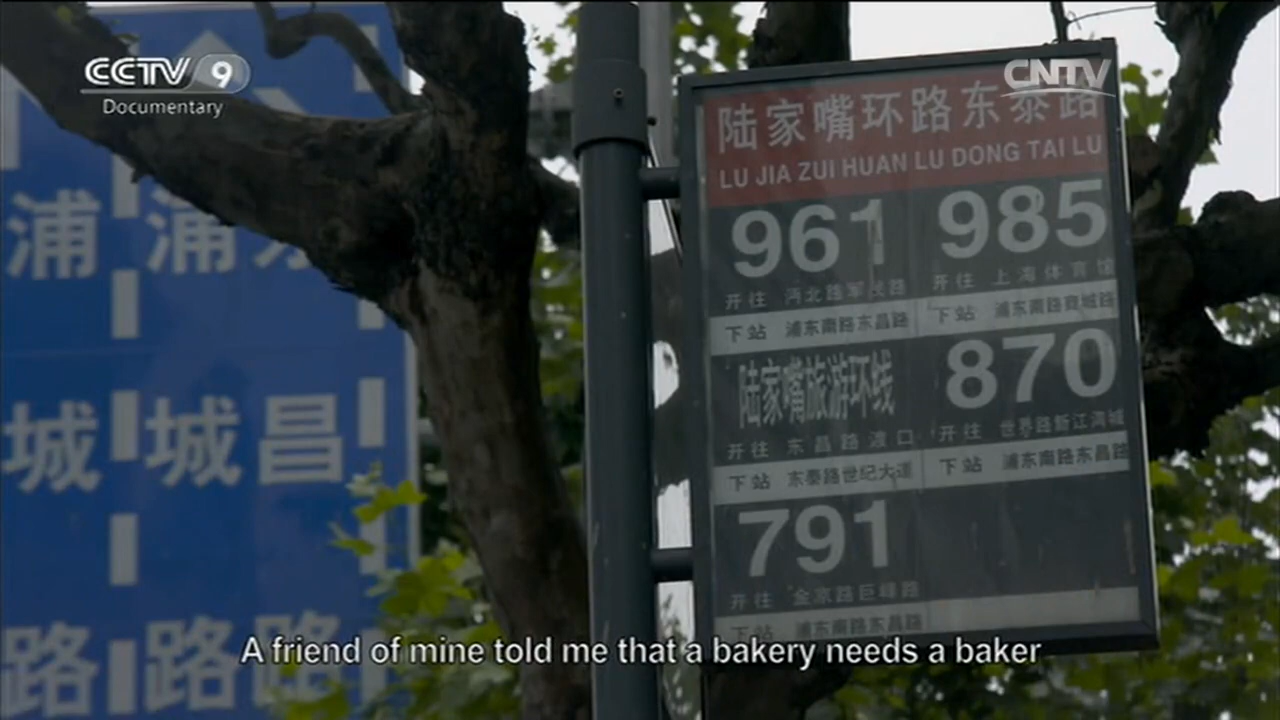 CCTV 9
Documentary
CNTV
浦 浦
城 城 昌
路 路 路
陆家嘴环路东泰路
LU JIA ZUI HUAN LU DONG TAI LU
961 985
开往 开往 上海体育馆
下站 浦东南路东昌路 下站 浦东南路商城路
陆家嘴旅游环线 870
开往 东昌路渡口 开往 世界路新江湾城
下站 东泰路世纪大道 下站 浦东南路东昌路
791
开往 金京路巨峰路
下站 浦东南路东昌路
A friend of mine told me that a bakery needs a baker